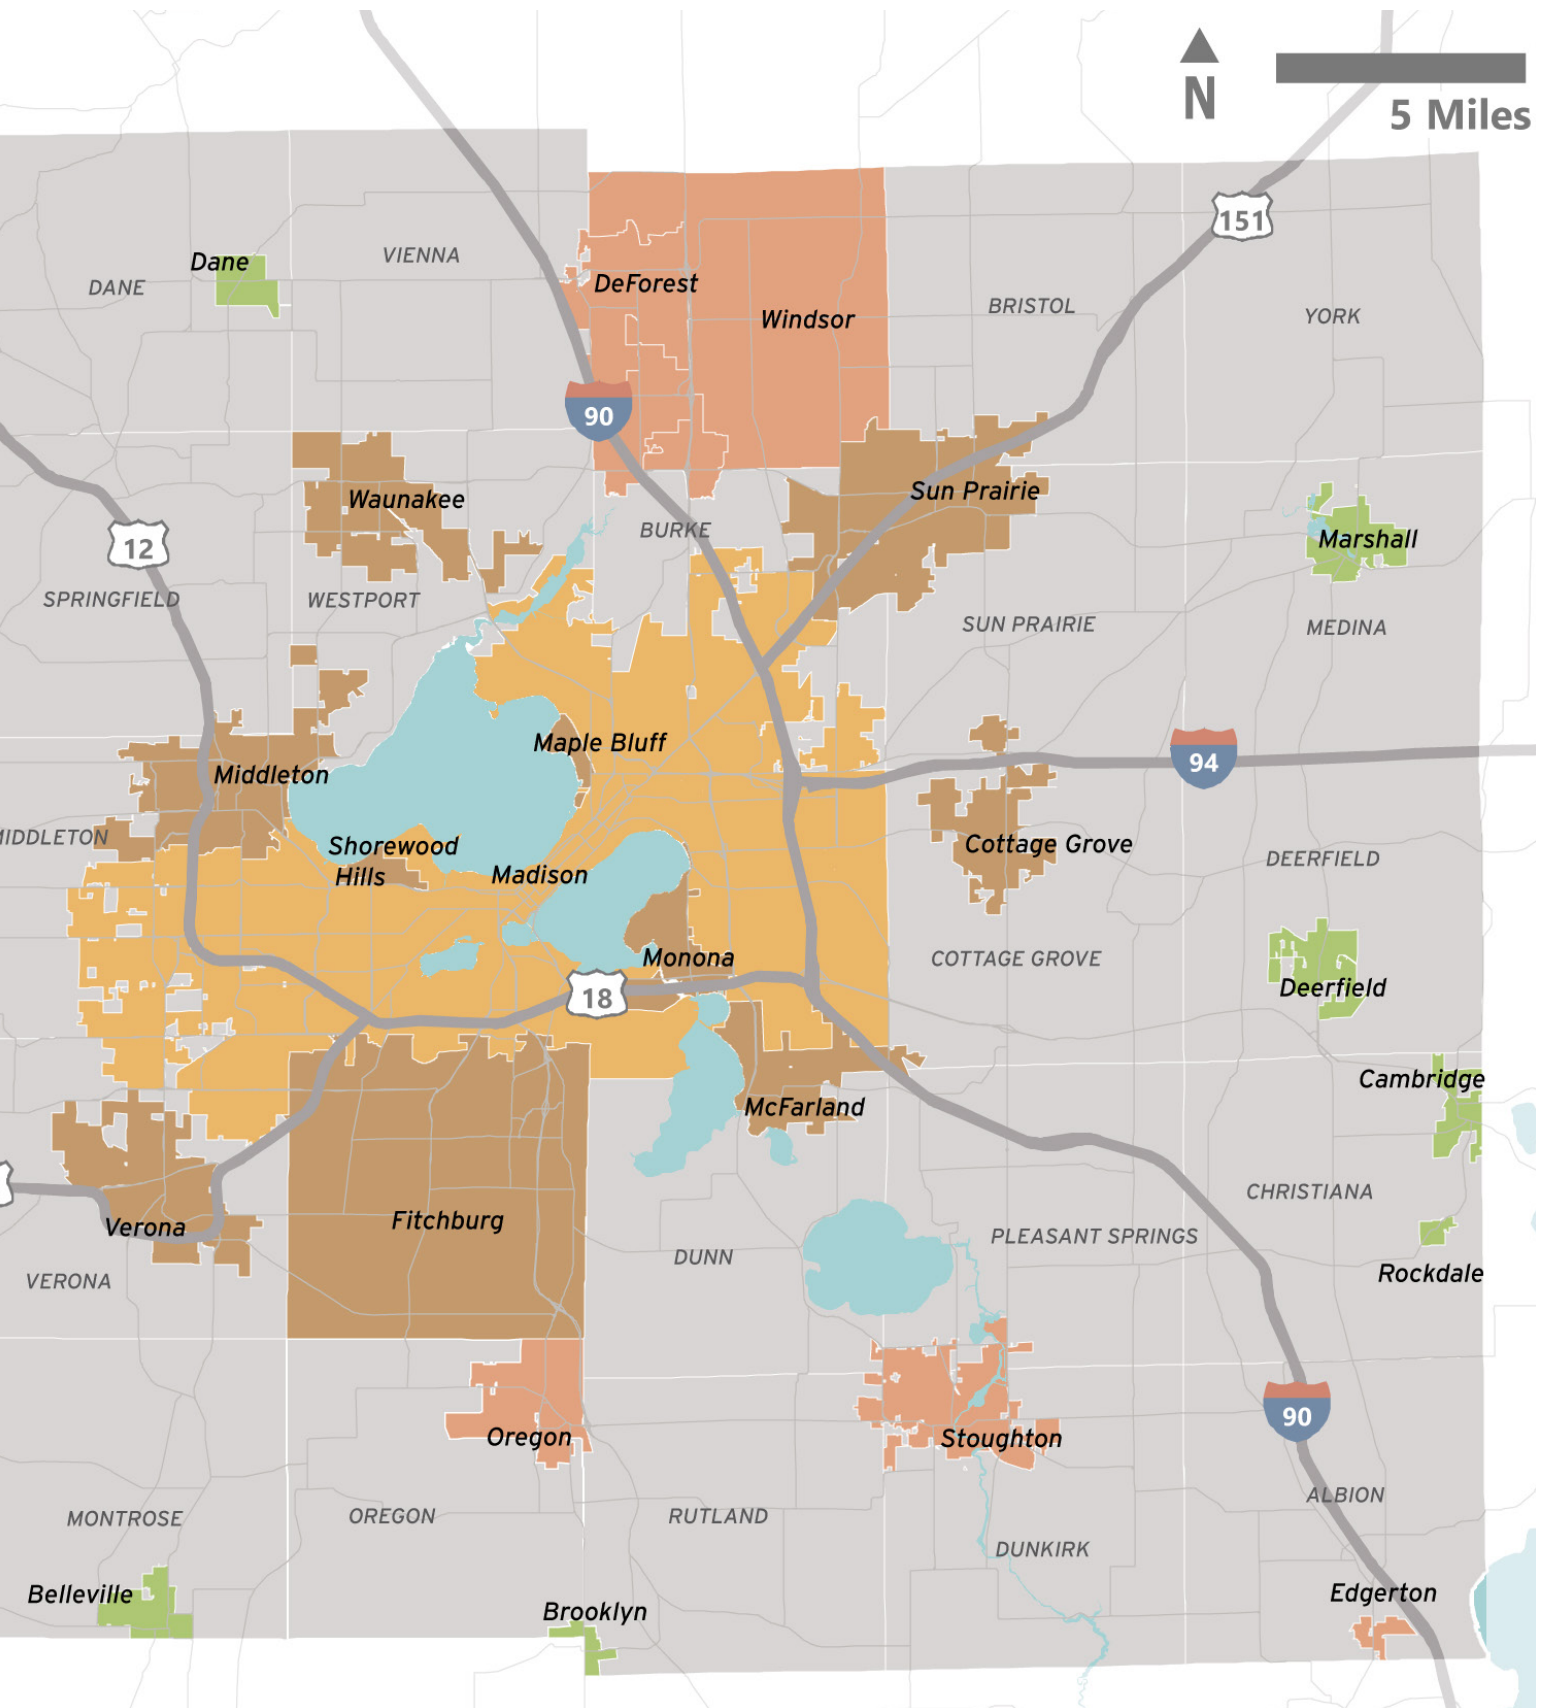 N
5 Miles
151
Dane
VIENNA
DANE
DeForest
BRISTOL
Windsor
YORK
90
Waunakee
Sun Prairie
BURKE
Marshall
12
SPRINGFIELD
WESTPORT
SUN PRAIRIE
MEDINA
Maple Bluff
94
Middleton
MIDDLETON
Shorewood
Hills
Cottage Grove
DEERFIELD
Madison
Monona
COTTAGE GROVE
Deerfield
18
Cambridge
McFarland
CHRISTIANA
Fitchburg
Verona
PLEASANT SPRINGS
DUNN
Rockdale
VERONA
90
Oregon
Stoughton
ALBION
MONTROSE
OREGON
RUTLAND
DUNKIRK
Belleville
Edgerton
Brooklyn